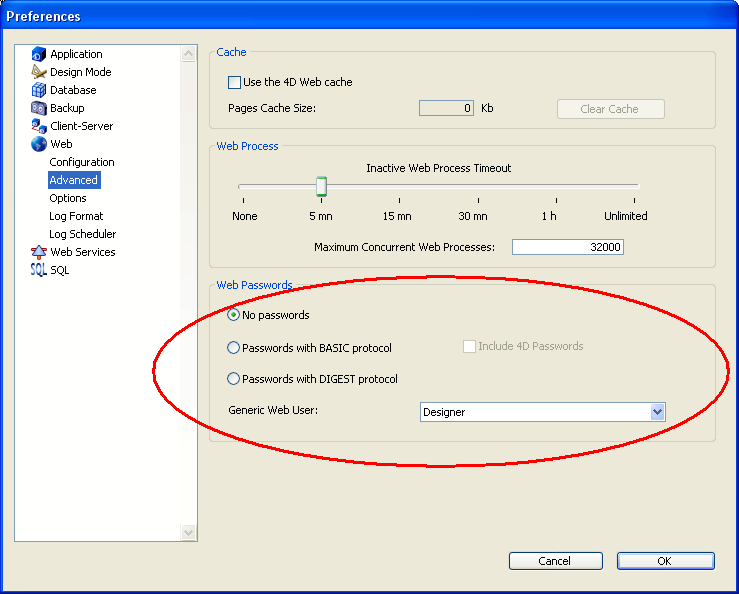 Preferences
Application
Design Mode
Database
Backup
Client-Server
Web
Configuration
Advanced
Options
Log Format
Log Scheduler
Web Services
SQL SQL
Cache
Use the 4D Web cache
Pages Cache Size: 0 Kb Clear Cache
Web Process
Inactive Web Process Timeout
None 5 mn 15 mn 30 mn 1 h Unlimited
Maximum Concurrent Web Processes: 32000
Web Passwords
No passwords
Passwords with BASIC protocol Include 4D Passwords
Passwords with DIGEST protocol
Generic Web User: Designer
Cancel OK